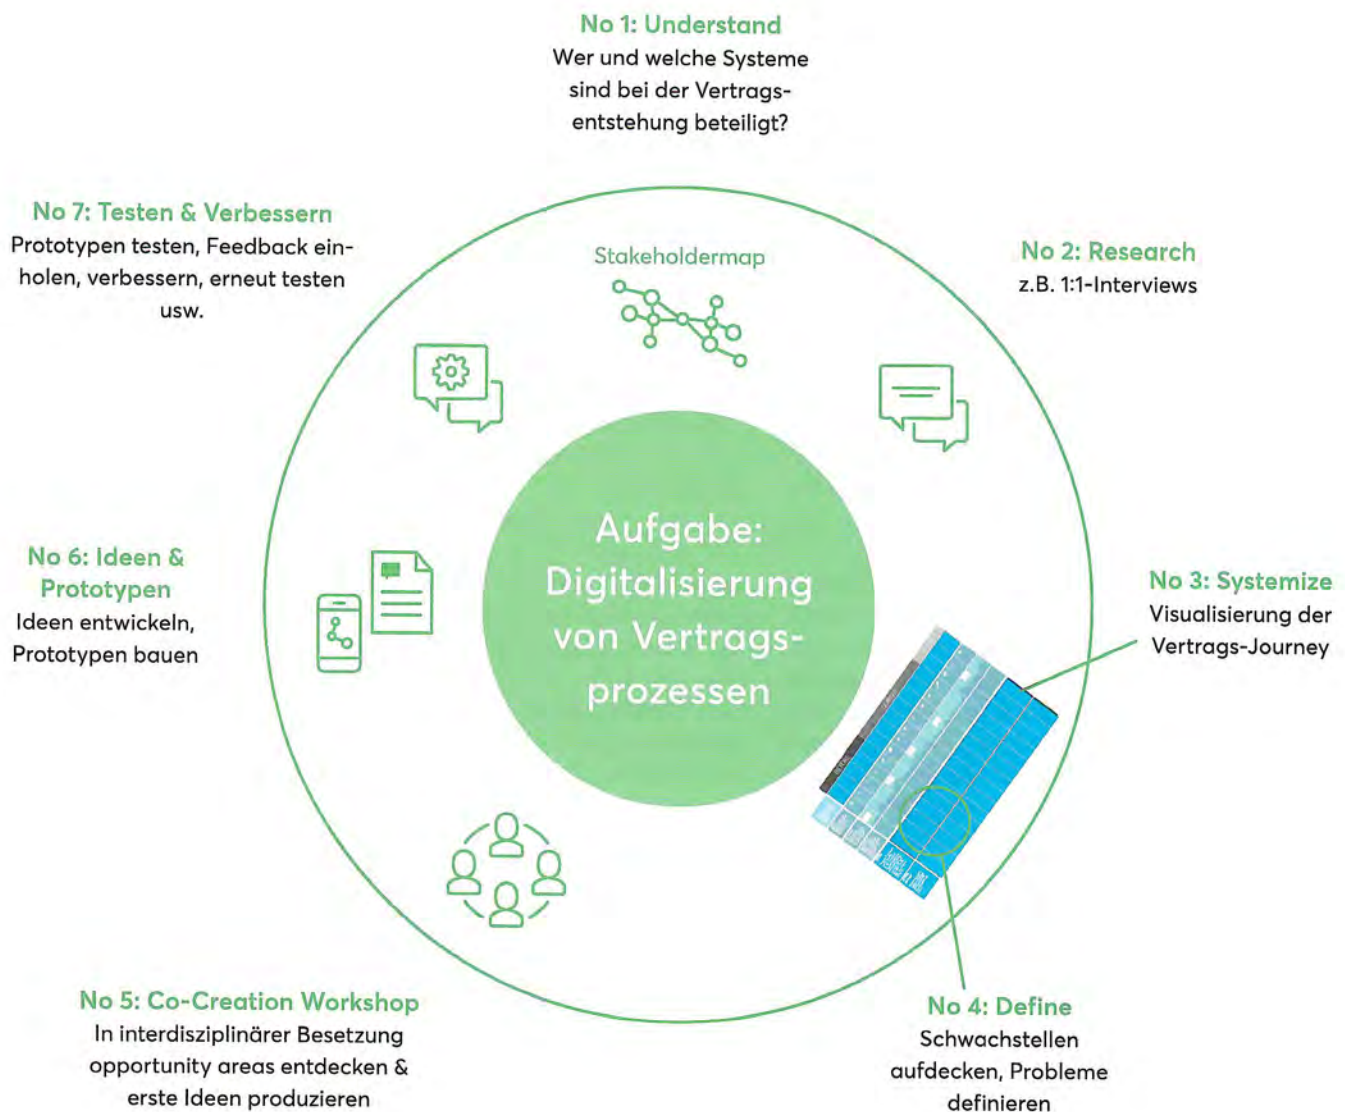 No 1: Understand
Wer und welche Systeme
sind bei der Vertrags-
entstehung beteiligt?
No 2: Research
z.B. 1:1-Interviews
No 3: Systemize
Visualisierung der
Vertrags-Journey
No 4: Define
Schwachstellen
aufdecken, Probleme
definieren
No 5: Co-Creation Workshop
In interdisziplinärer Besetzung
opportunity areas entdecken &
erste Ideen produzieren
No 6: Ideen &
Prototypen
Ideen entwickeln,
Prototypen bauen
No 7: Testen & Verbessern
Prototypen testen, Feedback ein-
holen, verbessern, erneut testen
usw.
Stakeholdermap
Aufgabe:
Digitalisierung
von Vertrags-
prozessen